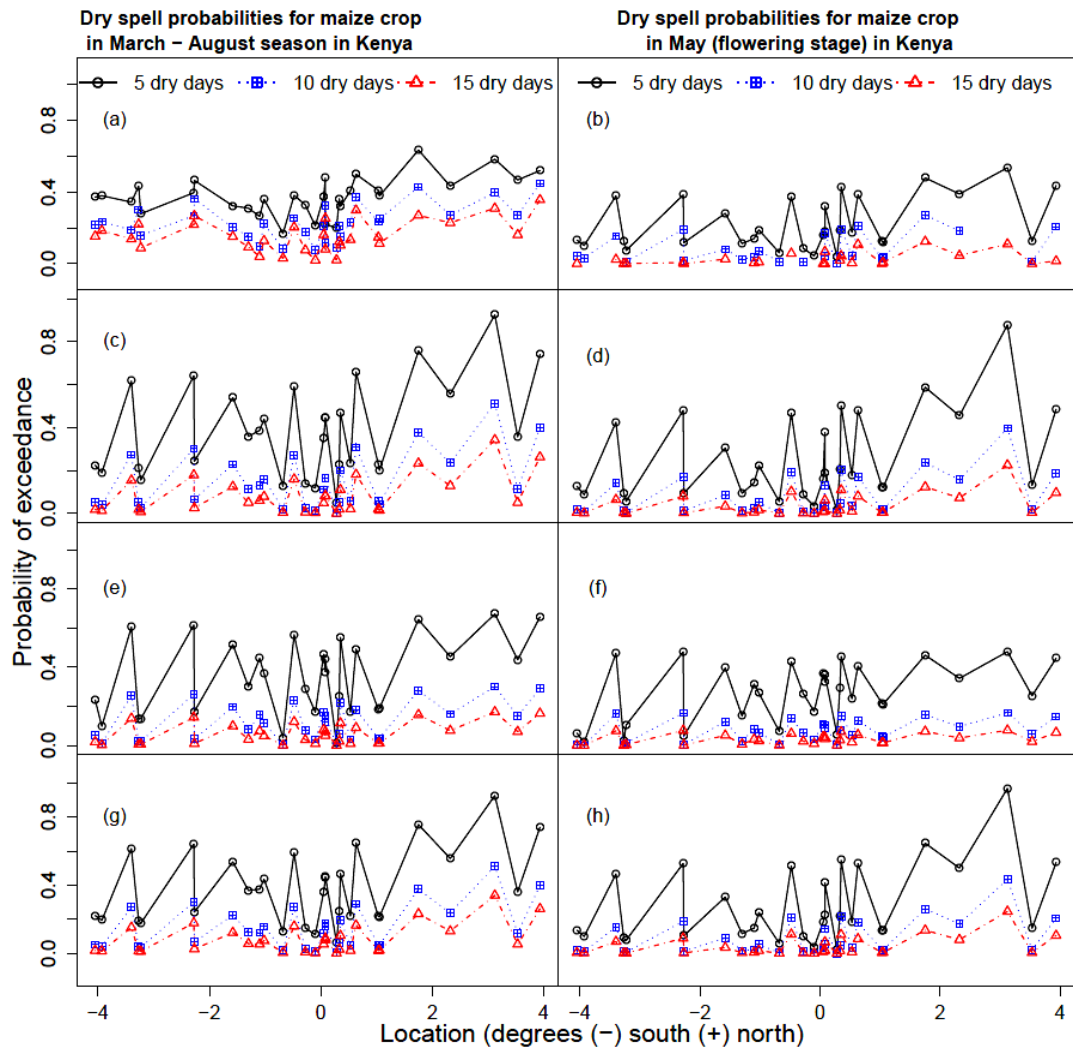 Dry spell probabilities for maize crop
in March − August season in Kenya
Dry spell probabilities for maize crop
in May (flowering stage) in Kenya
5 dry days 10 dry days 15 dry days
5 dry days 10 dry days 15 dry days
(a)
(b)
0.8
0.4
0.0
(c)
(d)
0.8
0.4
0.0
(e)
(f)
0.8
0.4
0.0
(g)
(h)
0.8
0.4
0.0
Probability of exceedance
−4 −2 0 2 4
−4 −2 0 2 4
Location (degrees (−) south (+) north)